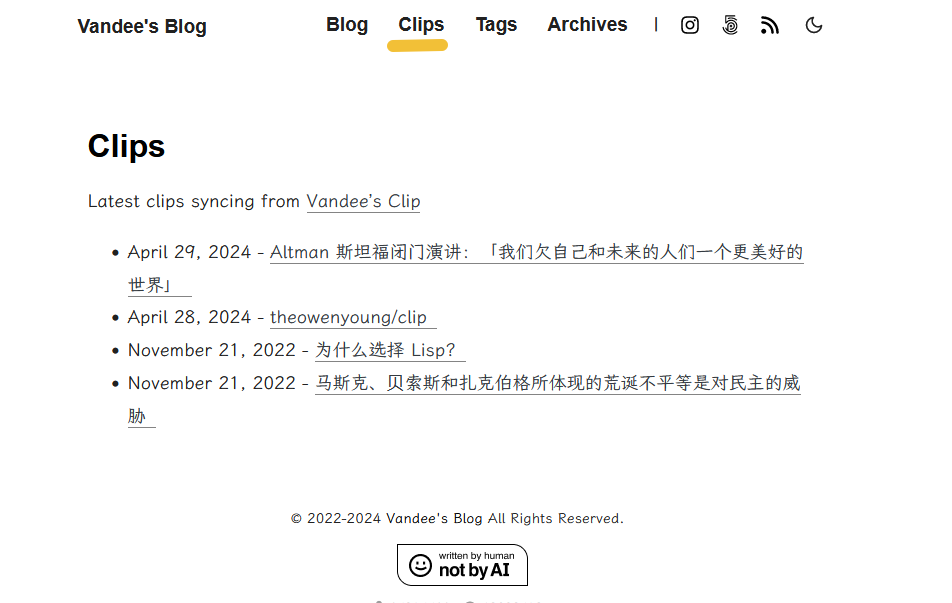 Vandee's Blog Blog Clips Tags Archives |
Clips
Latest clips syncing from Vandee's Clip
• April 29, 2024 - Altman 斯坦福闭门演讲：「我们欠自己和未来的人们一个更美好的
世界」
• April 28, 2024 - theowenyoung/clip
• November 21, 2022 - 为什么选择 Lisp？
• November 21, 2022 - 马斯克、贝索斯和扎克伯格所体现的荒诞不平等是对民主的威
胁
© 2022-2024 Vandee's Blog All Rights Reserved.
written by human
not by AI